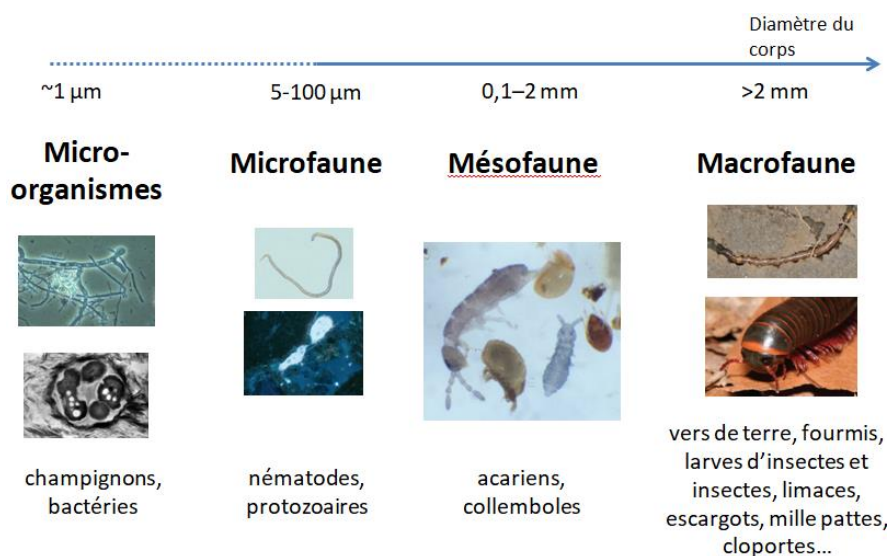 Diamètre du
corps
~1 µm
5-100 µm
0,1–2 mm
>2 mm
Micro-
organismes
Microfaune
Mésofaune
Macrofaune
champignons,
bactéries
nématodes,
protozoaires
acariens,
collemboles
vers de terre, fourmis,
larves d'insectes et
insectes, limaces,
escargots, mille pattes,
cloportes...